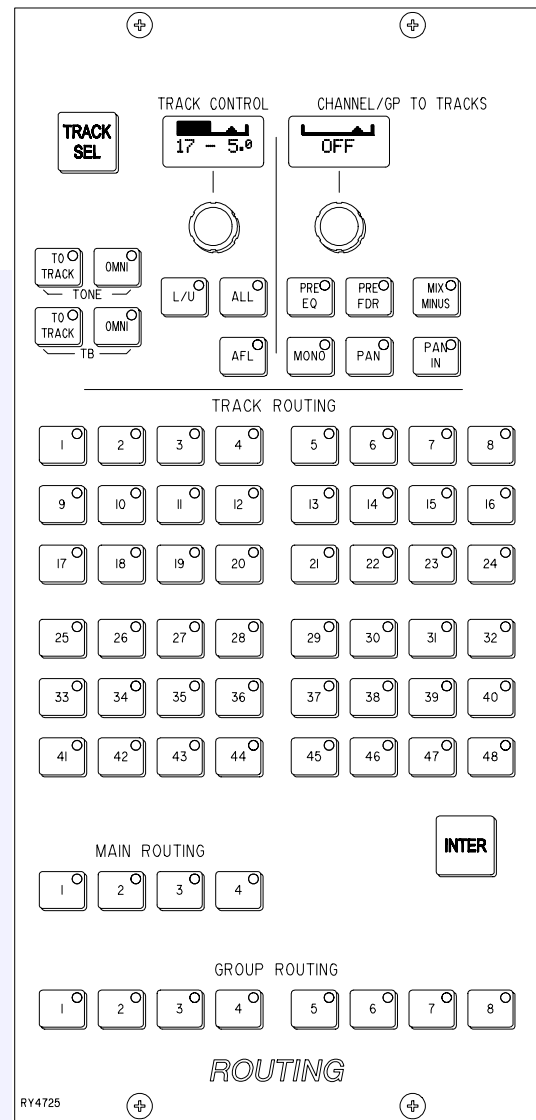 TRACK CONTROL CHANNEL/GP TO TRACKS
TRACK
SEL
17 - 5.0
OFF
TO
TRACK
OMNI
TONE
TO
TRACK
OMNI
TB
L/U
ALL
PRE
EQ
PRE
FDR
MIX
MINUS
AFL
MONO
PAN
PAN
IN
TRACK ROUTING
1 2 3 4 5 6 7 8
9 10 11 12 13 14 15 16
17 18 19 20 21 22 23 24
25 26 27 28 29 30 31 32
33 34 35 36 37 38 39 40
41 42 43 44 45 46 47 48
INTER
MAIN ROUTING
1 2 3 4
GROUP ROUTING
1 2 3 4 5 6 7 8
ROUTING
RY4725